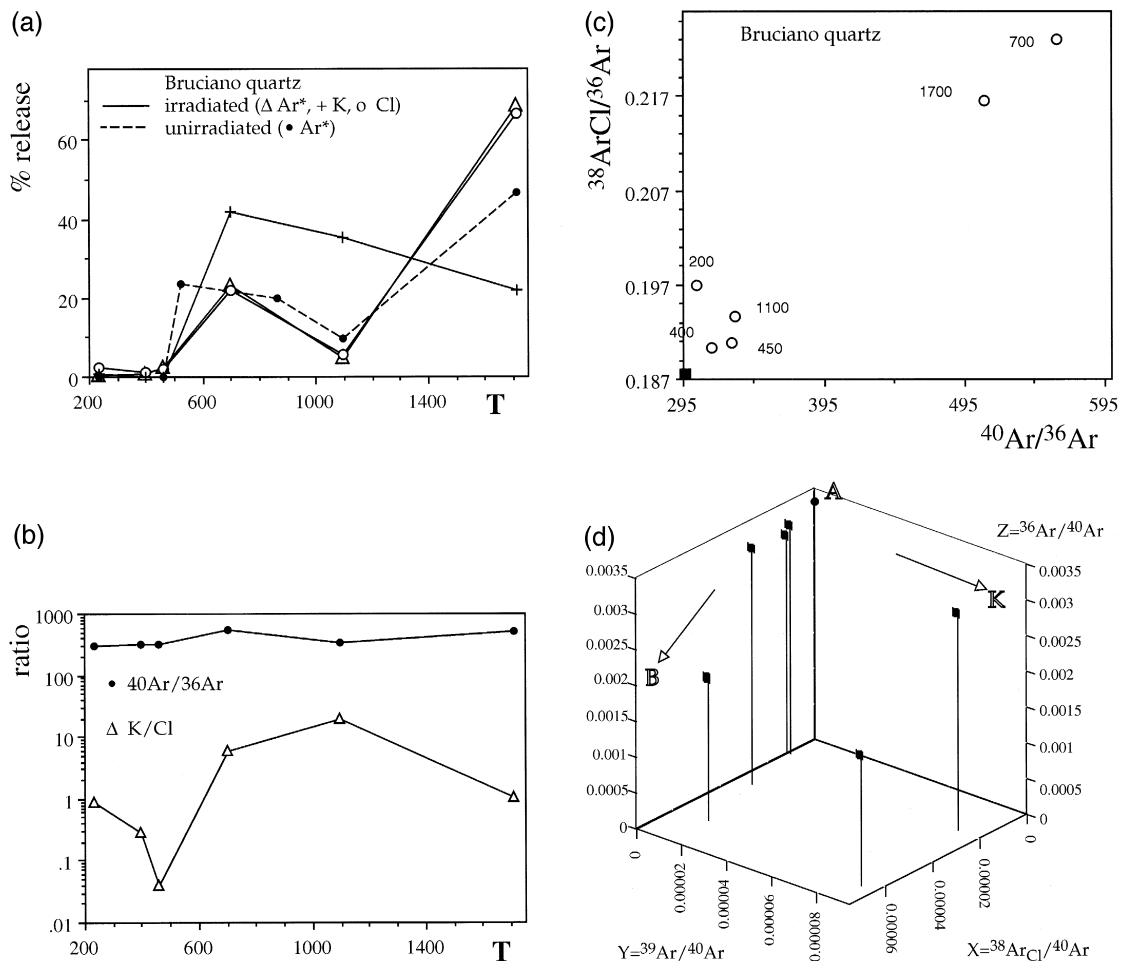 (a)
% release
Bruciano quartz
irradiated (Δ Ar*, + K, o Cl)
unirradiated (• Ar*)
60
40
20
0
200
600
1000
1400
T
(b)
ratio
1000
100
10
1
.1
.01
• 40Ar/36Ar
Δ K/Cl
200
600
1000
1400
T
(c)
³⁸ArCl/³⁶Ar
Bruciano quartz
0.217
0.207
0.197
0.187
700
1700
200
1100
400
450
295
395
495
595
⁴⁰Ar/³⁶Ar
(d)
A
Z=³⁶Ar/⁴⁰Ar
K
B
0.0035
0.003
0.0025
0.002
0.0015
0.001
0.0005
0
0.0035
0.003
0.0025
0.002
0.0015
0.001
0.0005
0
0
0.00002
0.00004
0.00006
0.00008
0.000006
0.00004
0.00002
0
Y=³⁹Ar/⁴⁰Ar
X=³⁸Ar_Cl/⁴⁰Ar